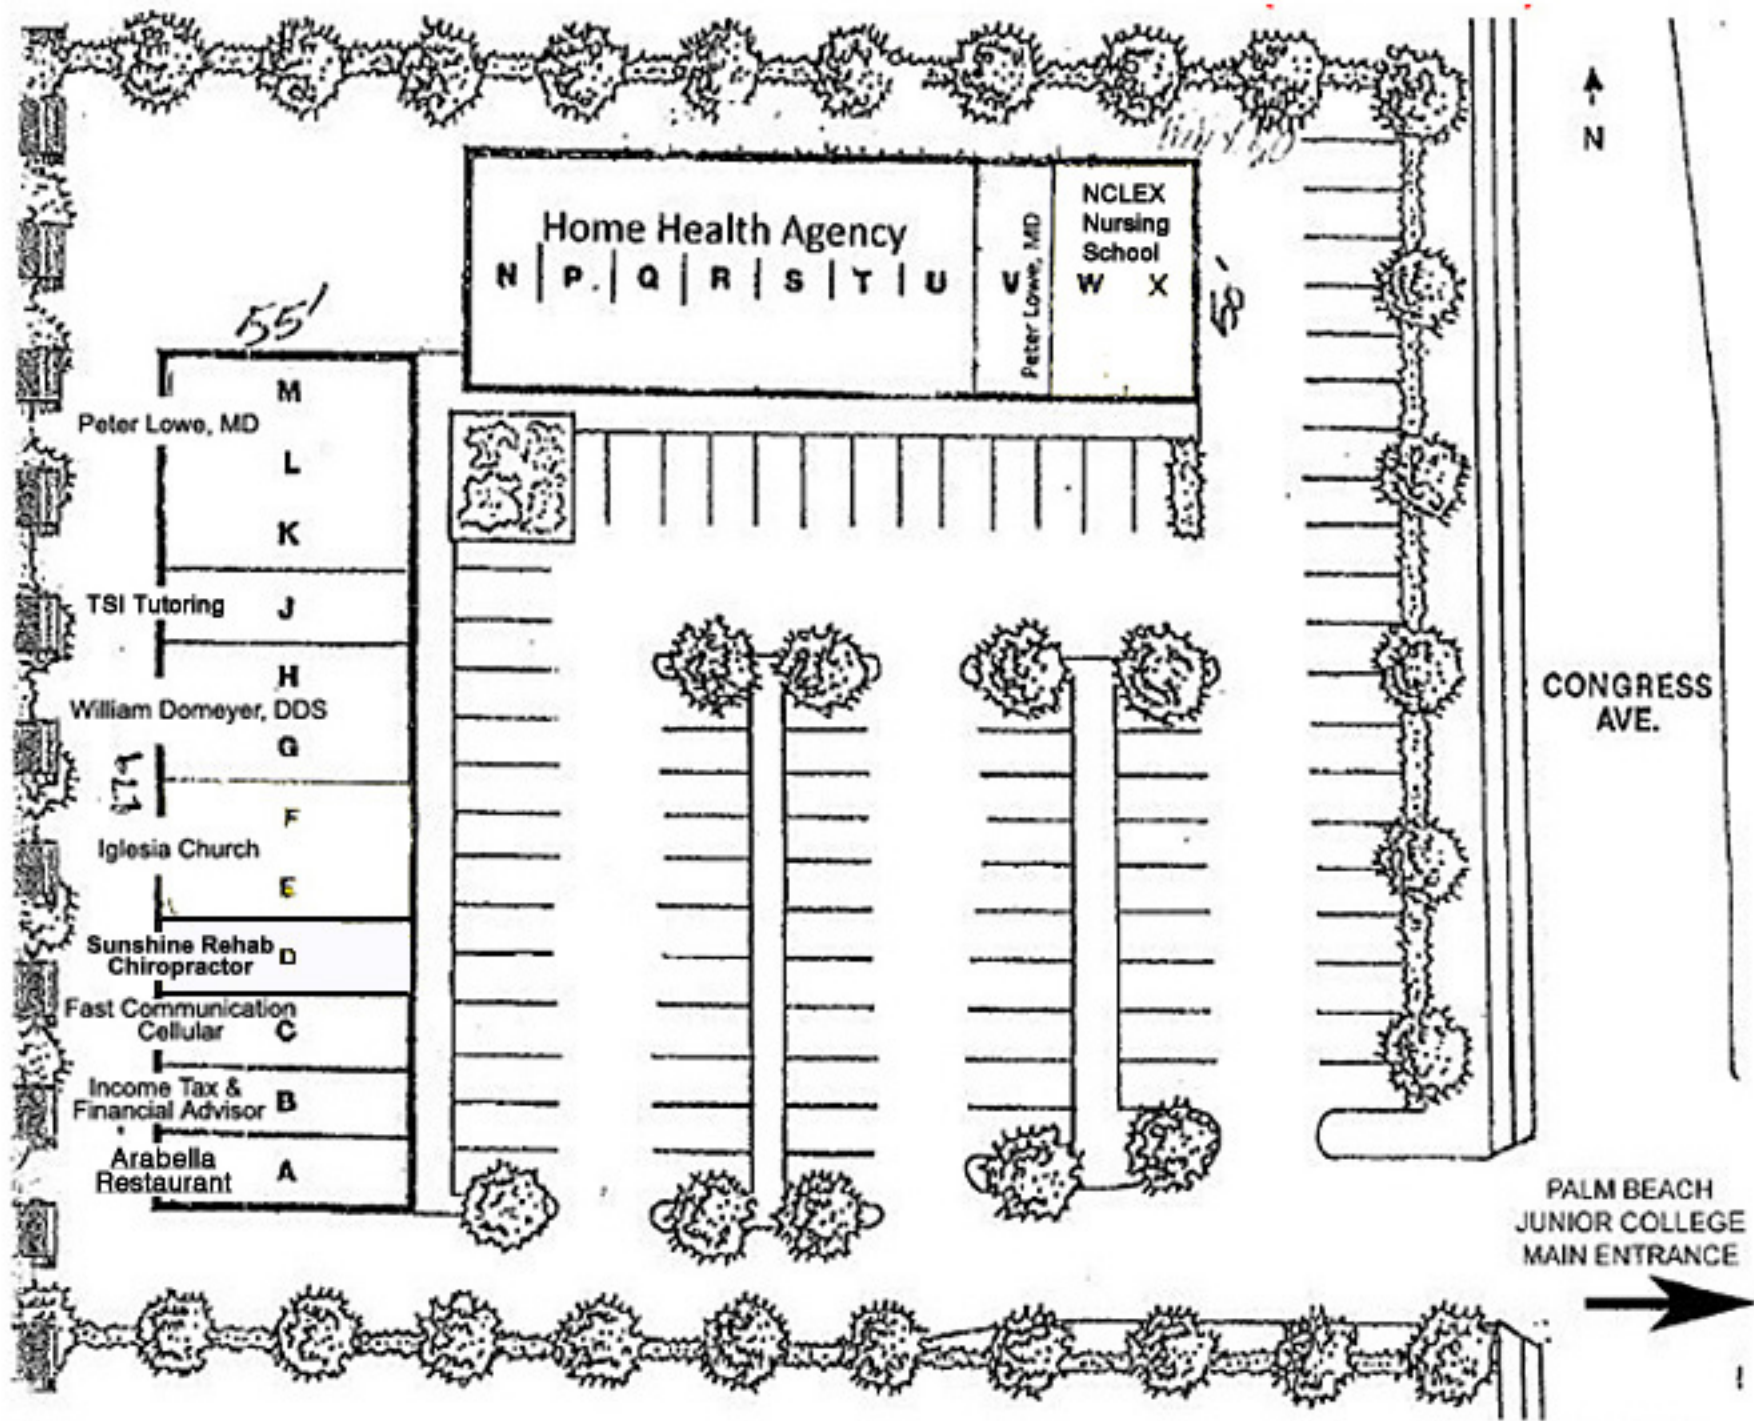 N
NCLEX
Nursing
School
Home Health Agency
Peter Lowe, MD
N P. Q R S T U V W X
55'
50'
M
Peter Lowe, MD
L
K
TSI Tutoring J
H
William Domeyer, DDS
G
F
Iglesia Church
E
Sunshine Rehab
Chiropractor D
Fast Communication
Cellular C
Income Tax &
Financial Advisor B
Arabella
Restaurant A
CONGRESS
AVE.
PALM BEACH
JUNIOR COLLEGE
MAIN ENTRANCE